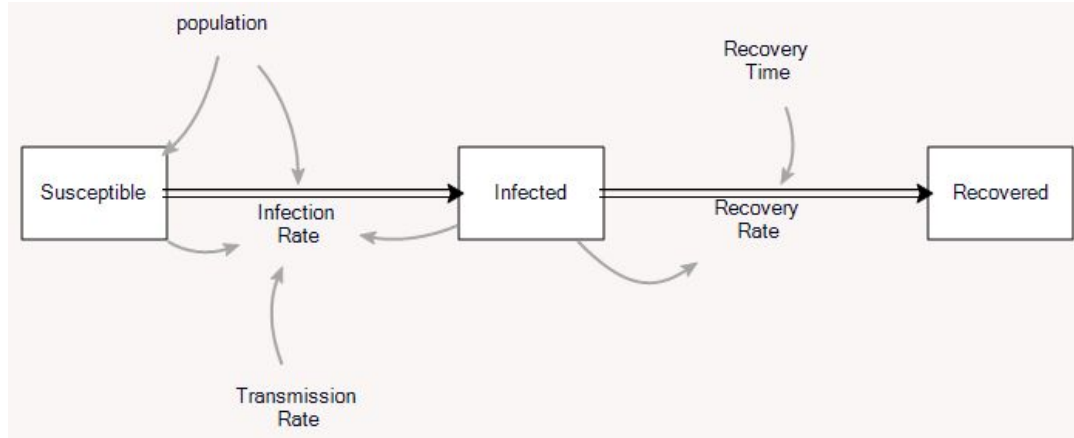 population
Recovery
Time
Susceptible
Infected
Recovered
Infection
Rate
Recovery
Rate
Transmission
Rate